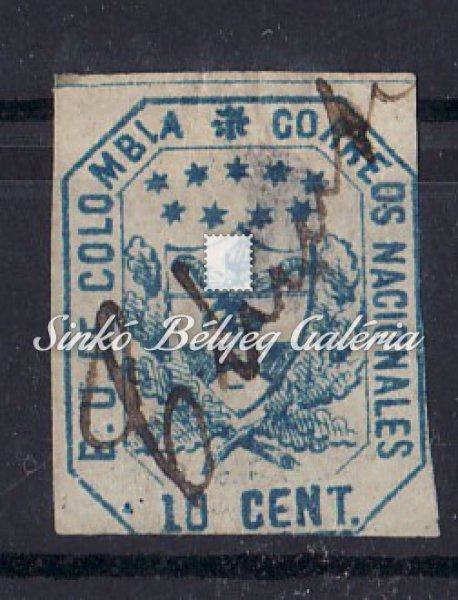 E. U. DE COLOMBIA * CORREOS NACIONALES
Sinkó Bélyeg Galéria
10 CENT.